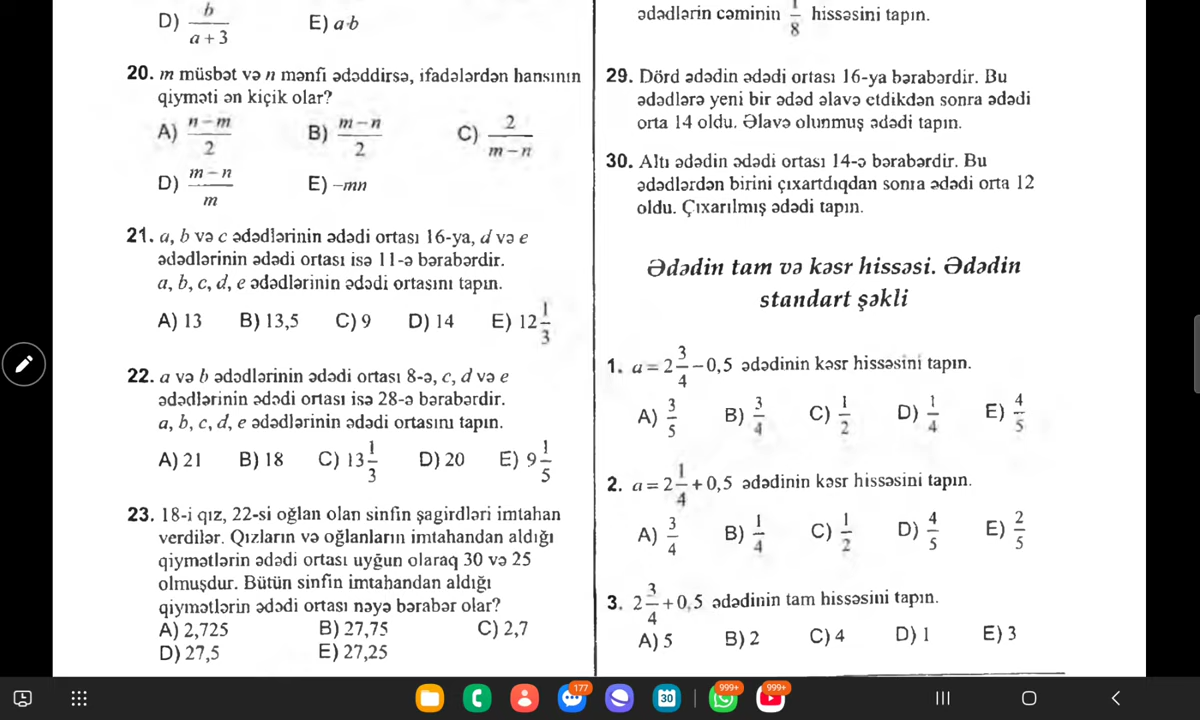 D) b/(a+3) E) a·b
20. m müsbət və n mənfi ədəddirsə, ifadələrdən hansının
qiyməti ən kiçik olar?
A) (n−m)/2 B) (m−n)/2 C) 2/(m−n)
D) (m−n)/m E) −mn
21. a, b və c ədədlərinin ədədi ortası 16-ya, d və e
ədədlərinin ədədi ortası isə 11-ə bərabərdir.
a, b, c, d, e ədədlərinin ədədi ortasını tapın.
A) 13 B) 13,5 C) 9 D) 14 E) 12 1/3
22. a və b ədədlərinin ədədi ortası 8-ə, c, d və e
ədədlərinin ədədi ortası isə 28-ə bərabərdir.
a, b, c, d, e ədədlərinin ədədi ortasını tapın.
A) 21 B) 18 C) 13 1/3 D) 20 E) 9 1/5
23. 18-i qız, 22-si oğlan olan sinfin şagirdləri imtahan
verdilər. Qızların və oğlanların imtahandan aldığı
qiymətlərin ədədi ortası uyğun olaraq 30 və 25
olmuşdur. Bütün sinfin imtahandan aldığı
qiymətlərin ədədi ortası nəyə bərabər olar?
A) 2,725 B) 27,75 C) 2,7
D) 27,5 E) 27,25
ədədlərin cəminin 1/8 hissəsini tapın.
29. Dörd ədədin ədədi ortası 16-ya bərabərdir. Bu
ədədlərə yeni bir ədəd əlavə etdikdən sonra ədədi
orta 14 oldu. Əlavə olunmuş ədədi tapın.
30. Altı ədədin ədədi ortası 14-ə bərabərdir. Bu
ədədlərdən birini çıxartdıqdan sonra ədədi orta 12
oldu. Çıxarılmış ədədi tapın.
Ədədin tam və kəsr hissəsi. Ədədin
standart şəkli
1. a = 2 3/4 − 0,5 ədədinin kəsr hissəsini tapın.
A) 3/5 B) 3/4 C) 1/2 D) 1/4 E) 4/5
2. a = 2 1/4 + 0,5 ədədinin kəsr hissəsini tapın.
A) 3/4 B) 1/4 C) 1/2 D) 4/5 E) 2/5
3. 2 3/4 + 0,5 ədədinin tam hissəsini tapın.
A) 5 B) 2 C) 4 D) 1 E) 3
177
30
999+
999+